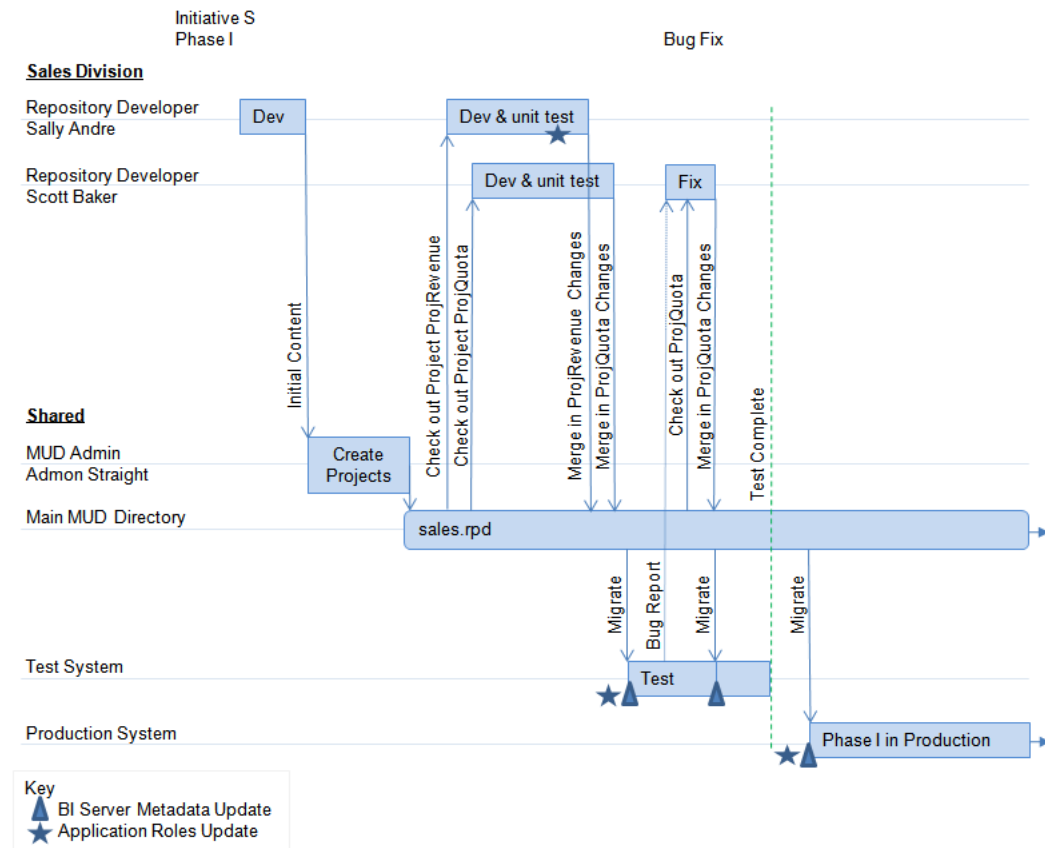 Initiative S
Phase I
Bug Fix
Sales Division
Repository Developer
Sally Andre
Dev
Dev & unit test
Repository Developer
Scott Baker
Dev & unit test
Fix
Initial Content
Check out Project ProjRevenue
Check out Project ProjQuota
Merge in ProjRevenue Changes
Merge in ProjQuota Changes
Check out ProjQuota
Merge in ProjQuota Changes
Test Complete
Shared
MUD Admin
Admon Straight
Create
Projects
Main MUD Directory
sales.rpd
Migrate
Bug Report
Migrate
Migrate
Test System
Test
Production System
Phase I in Production
Key
BI Server Metadata Update
Application Roles Update